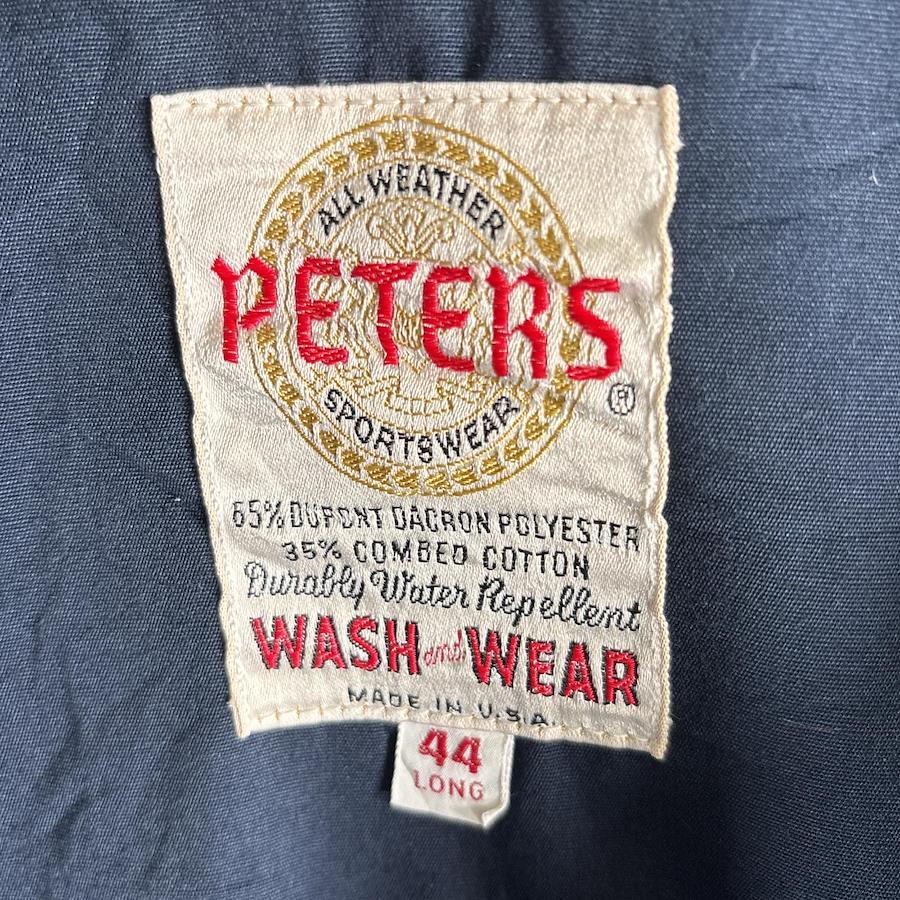 ALL WEATHER
PETERS
®
SPORTSWEAR
65% DUPONT DACRON POLYESTER
35% COMBED COTTON
Durably Water Repellent
WASH and WEAR
MADE IN U.S.A.
44
LONG